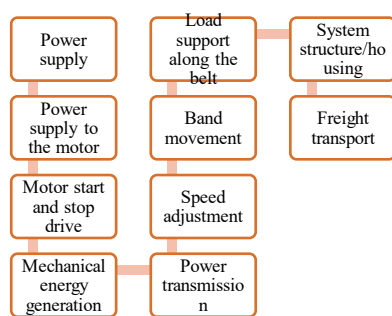 Power
supply
Power
supply to
the motor
Motor start
and stop
drive
Mechanical
energy
generation
Power
transmissio
n
Speed
adjustment
Band
movement
Load
support
along the
belt
System
structure/ho
using
Freight
transport